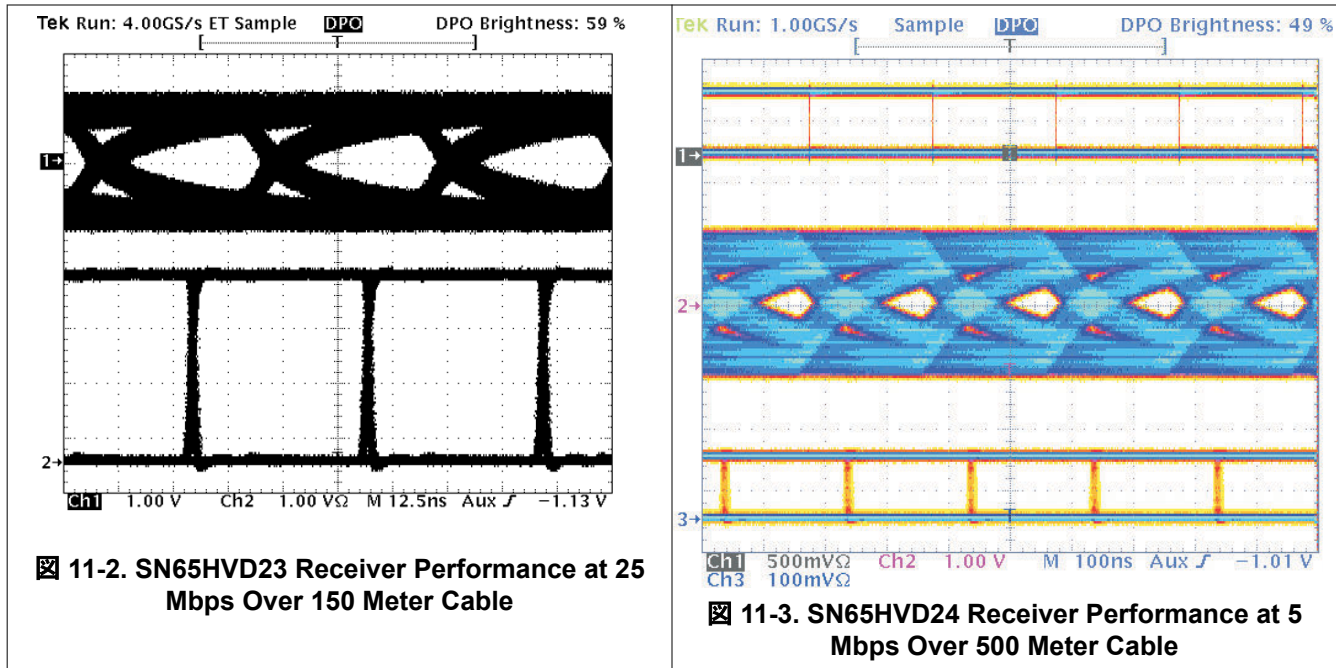 Tek Run: 4.00GS/s ET Sample DPO DPO Brightness: 59 %
[ T ]
1→
2→
Ch1 1.00 V Ch2 1.00 VΩ M 12.5ns Aux ƒ −1.13 V
図 11-2. SN65HVD23 Receiver Performance at 25
Mbps Over 150 Meter Cable
Tek Run: 1.00GS/s Sample DPO DPO Brightness: 49 %
[ T ]
1→
2→
3→
Ch1 500mVΩ Ch2 1.00 V M 100ns Aux ƒ −1.01 V
Ch3 100mVΩ
図 11-3. SN65HVD24 Receiver Performance at 5
Mbps Over 500 Meter Cable